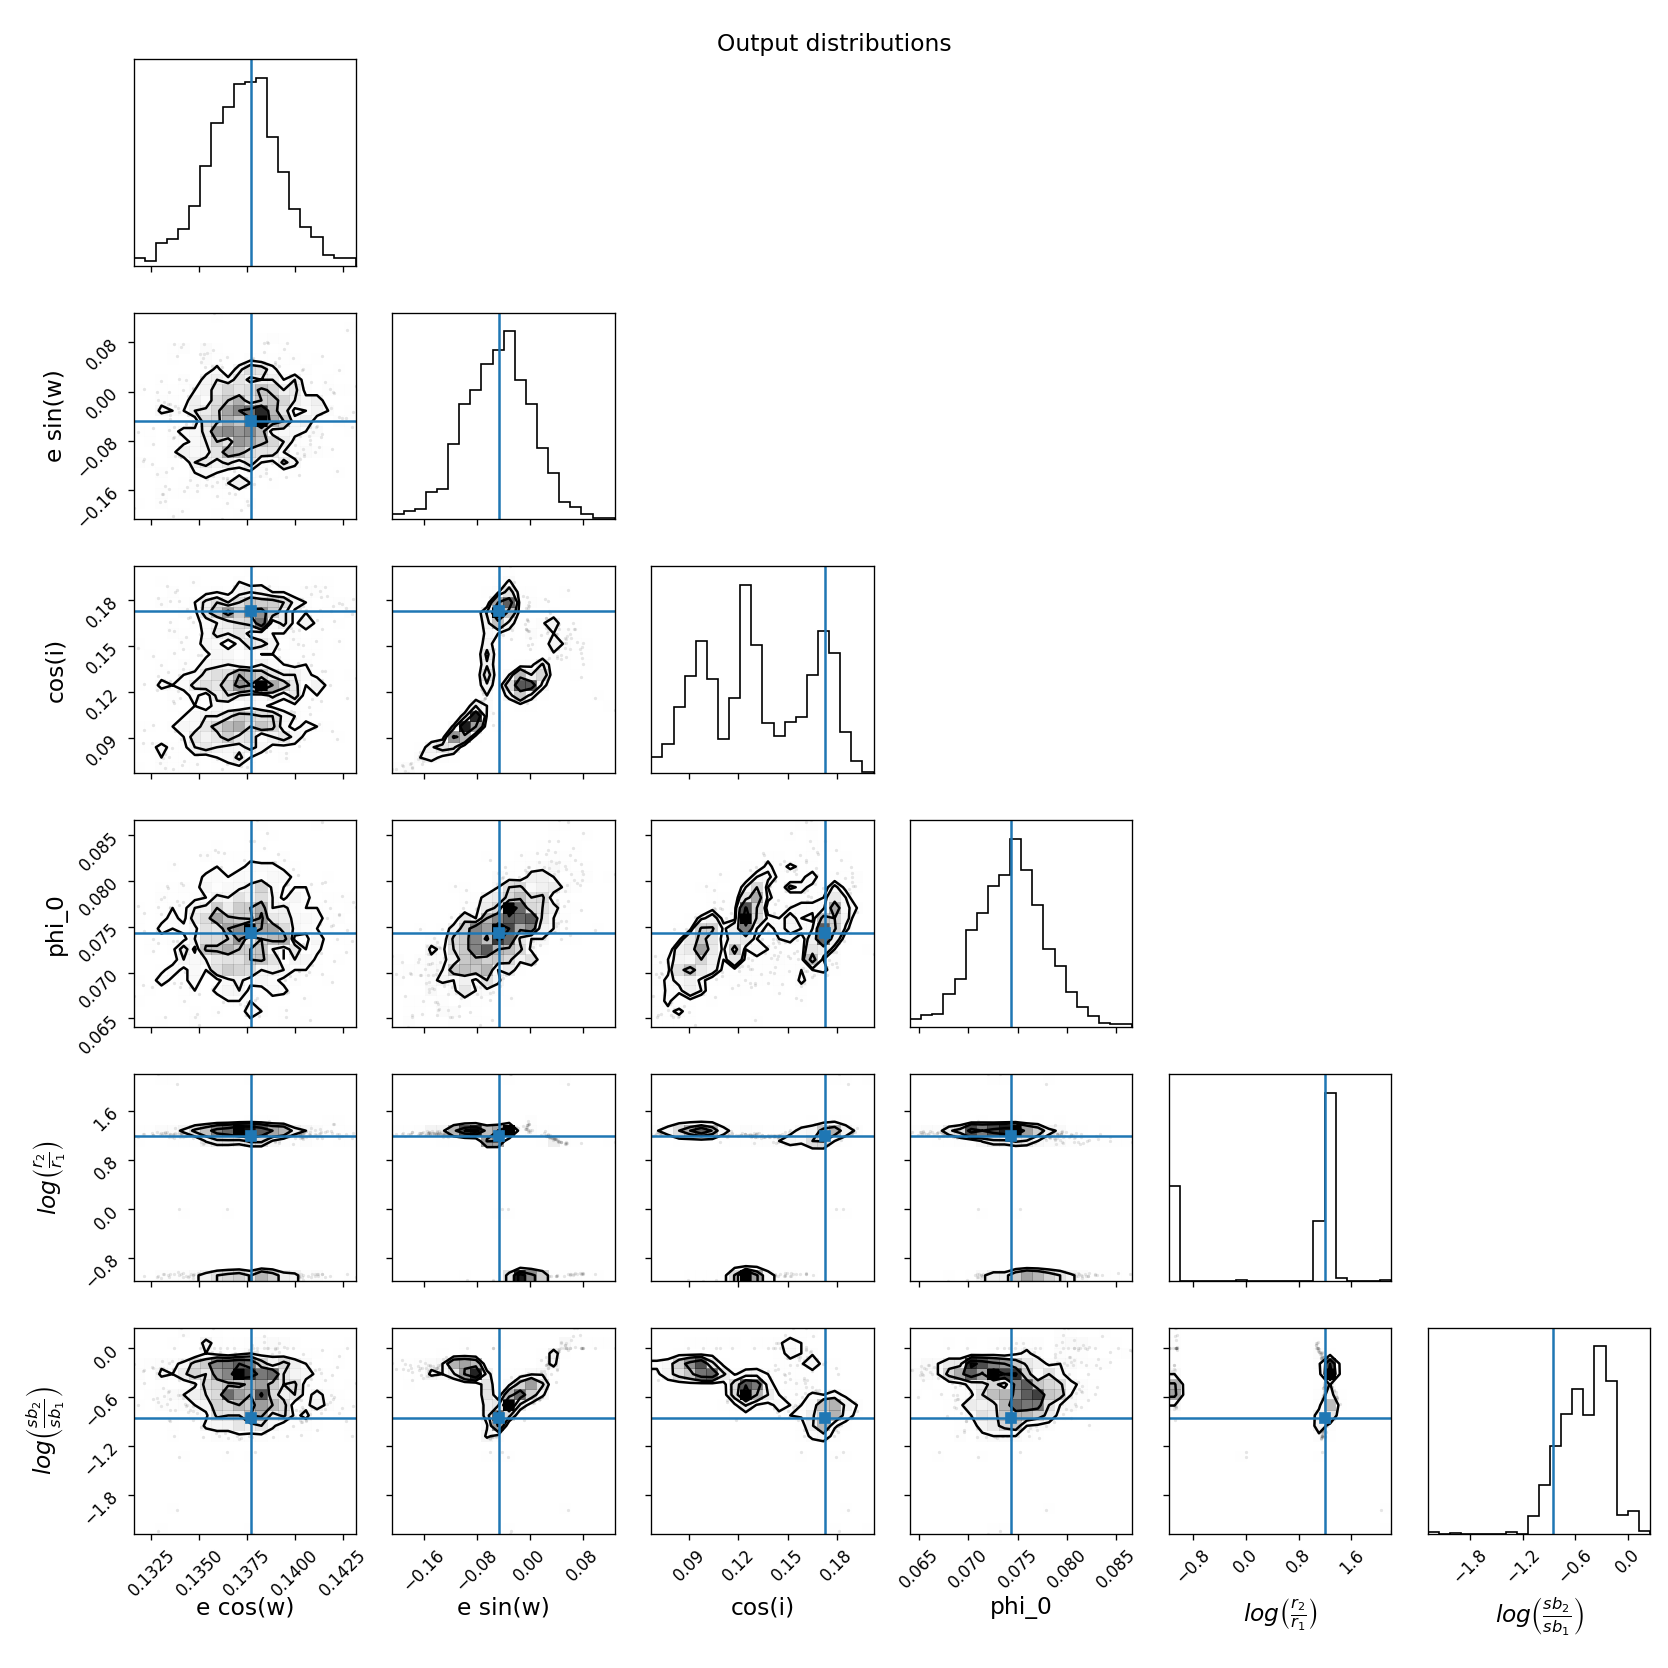 Output distributions
0.08
0.00
−0.08
−0.16
e sin(w)
0.18
0.15
0.12
0.09
cos(i)
0.085
0.080
0.075
0.070
0.065
phi_0
1.6
0.8
0.0
−0.8
log(r2/r1)
0.0
−0.6
−1.2
−1.8
log(sb2/sb1)
0.1325 0.1350 0.1375 0.1400 0.1425 −0.16 −0.08 0.00 0.08 0.09 0.12 0.15 0.18 0.065 0.070 0.075 0.080 0.085 −0.8 0.0 0.8 1.6 −1.8 −1.2 −0.6 0.0
e cos(w) e sin(w) cos(i) phi_0 log(r2/r1) log(sb2/sb1)